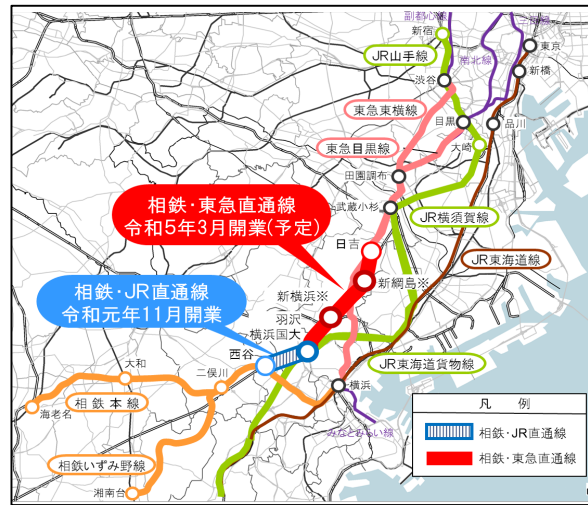 副都心線
新宿
三田線
東京
JR山手線
南北線
新橋
渋谷
東急東横線
目黒
品川
大崎
東急目黒線
田園調布
相鉄・東急直通線
令和5年3月開業(予定)
武蔵小杉
JR横須賀線
日吉
JR東海道線
相鉄・JR直通線
令和元年11月開業
新横浜※
新綱島※
羽沢
横浜国大
西谷
大和
二俣川
JR東海道貨物線
相鉄本線
海老名
横浜
凡 例
みなとみらい線
相鉄・JR直通線
相鉄いずみ野線
相鉄・東急直通線
湘南台